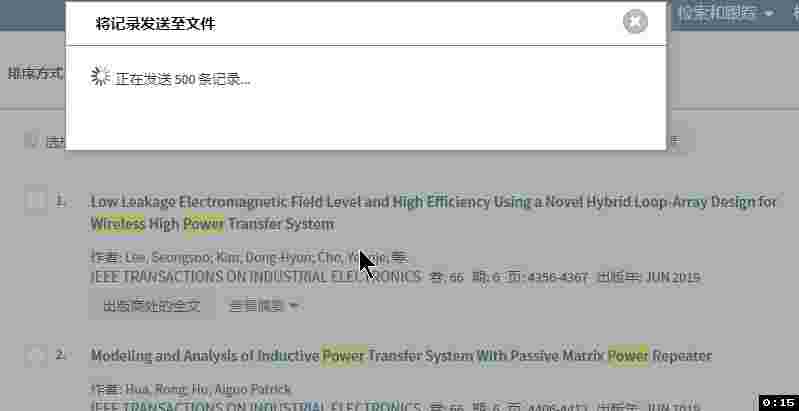 将记录发送至文件
检索和跟踪
排序方式
正在发送 500 条记录...
1.
Low Leakage Electromagnetic Field Level and High Efficiency Using a Novel Hybrid Loop-Array Design for
Wireless High Power Transfer System
作者: Lee, Seongsoo; Kim, Dong-Hyun; Cho, 等.
IEEE TRANSACTIONS ON INDUSTRIAL ELECTRONICS 卷: 66 期: 6 页: 4356-4367 出版年: JUN 2019
出版商处的全文 查看摘要
2.
Modeling and Analysis of Inductive Power Transfer System With Passive Matrix Power Repeater
作者: Hua, Rong; Hu, Aiguo Patrick
IEEE TRANSACTIONS ON INDUSTRIAL ELECTRONICS 卷: 66 期: 6 页: 出版年: JUN 2019
0:15